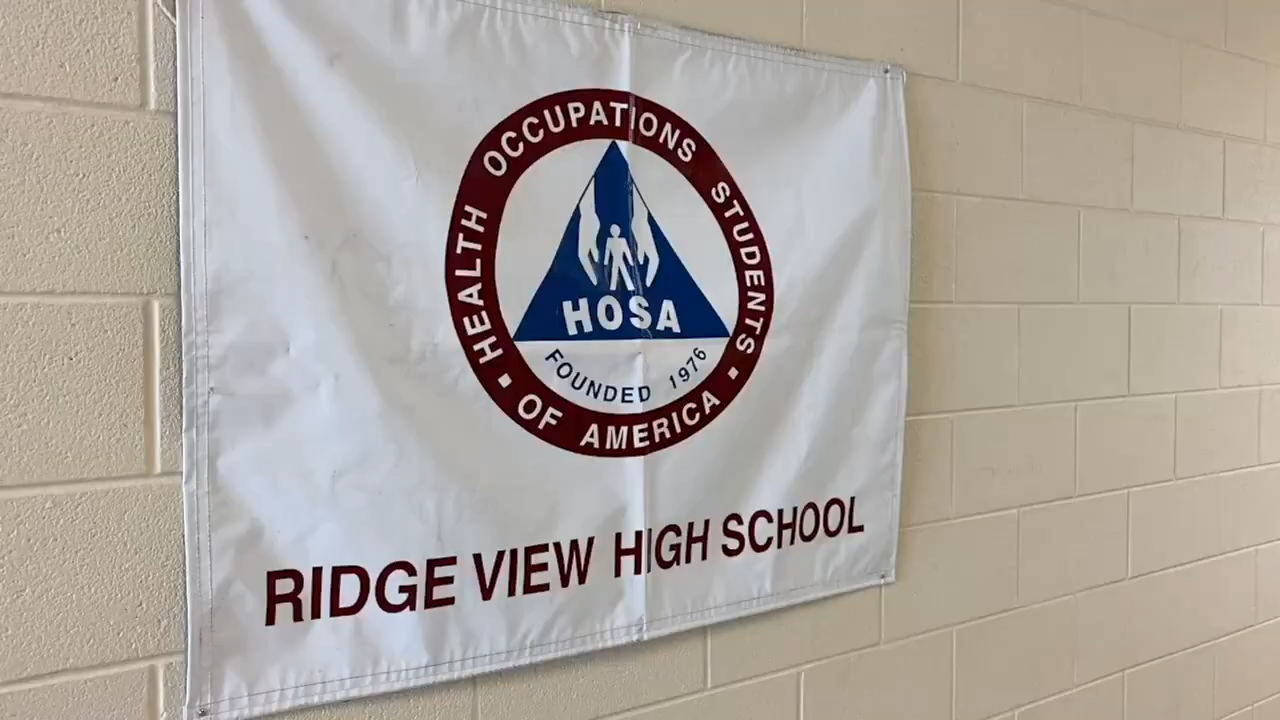 HEALTH OCCUPATIONS STUDENTS
OF AMERICA
HOSA
FOUNDED 1976
RIDGE VIEW HIGH SCHOOL